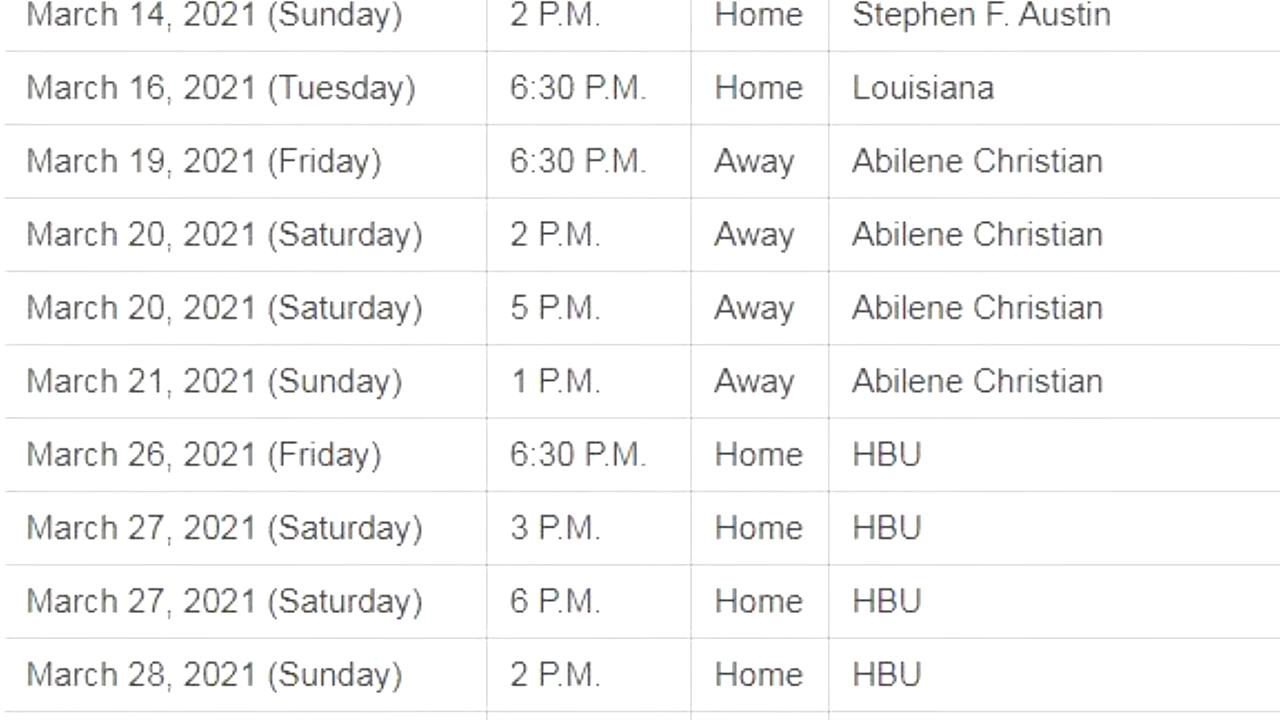 March 14, 2021 (Sunday) 2 P.M. Home Stephen F. Austin
March 16, 2021 (Tuesday) 6:30 P.M. Home Louisiana
March 19, 2021 (Friday) 6:30 P.M. Away Abilene Christian
March 20, 2021 (Saturday) 2 P.M. Away Abilene Christian
March 20, 2021 (Saturday) 5 P.M. Away Abilene Christian
March 21, 2021 (Sunday) 1 P.M. Away Abilene Christian
March 26, 2021 (Friday) 6:30 P.M. Home HBU
March 27, 2021 (Saturday) 3 P.M. Home HBU
March 27, 2021 (Saturday) 6 P.M. Home HBU
March 28, 2021 (Sunday) 2 P.M. Home HBU